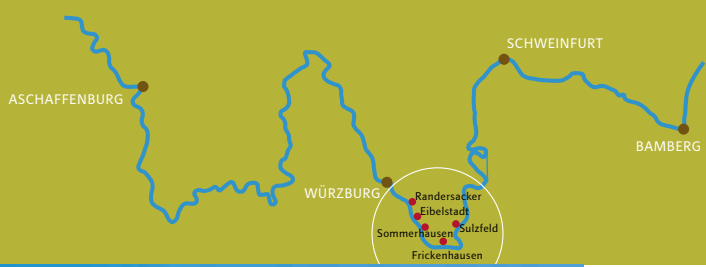 SCHWEINFURT
ASCHAFFENBURG
BAMBERG
WÜRZBURG
Randersacker
Eibelstadt
Sulzfeld
Sommerhausen
Frickenhausen